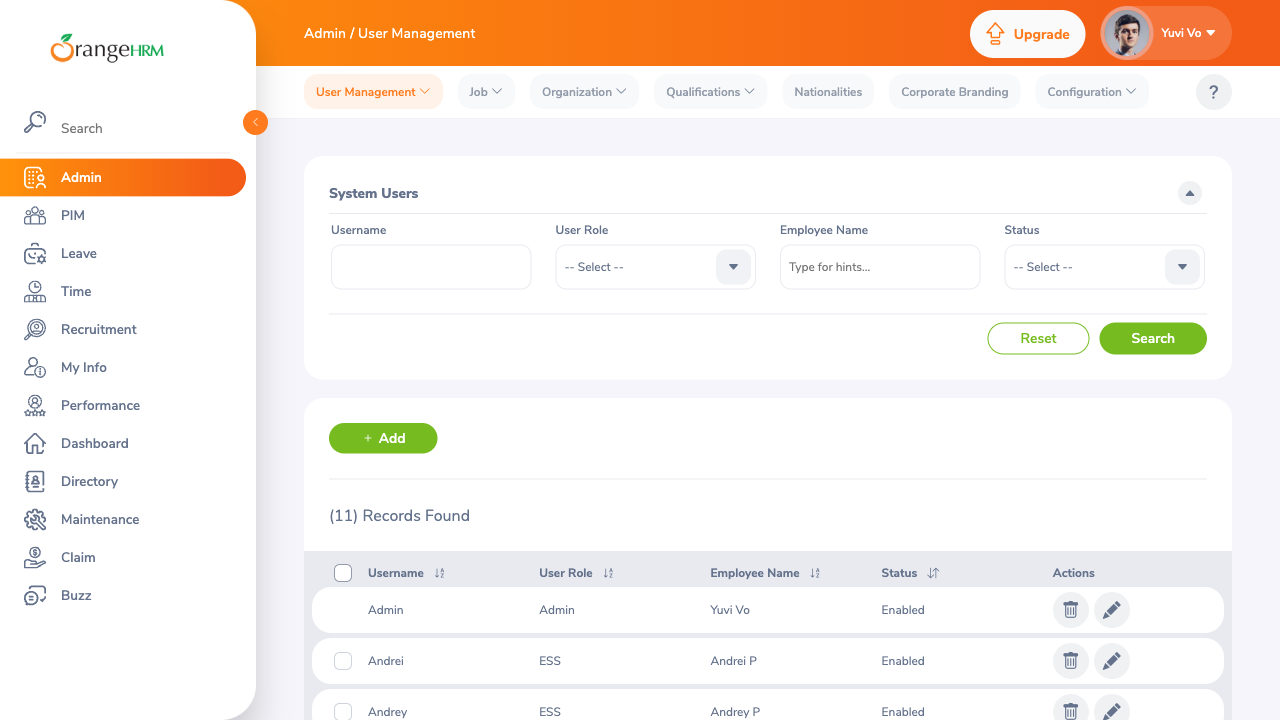 OrangeHRM
Admin / User Management
Upgrade
Yuvi Vo
User Management
Job
Organization
Qualifications
Nationalities
Corporate Branding
Configuration
?
Search
Admin
PIM
Leave
Time
Recruitment
My Info
Performance
Dashboard
Directory
Maintenance
Claim
Buzz
System Users
Username User Role Employee Name Status
-- Select -- Type for hints... -- Select --
Reset Search
+ Add
(11) Records Found
Username User Role Employee Name Status Actions
Admin Admin Yuvi Vo Enabled
Andrei ESS Andrei P Enabled
Andrey ESS Andrey P Enabled